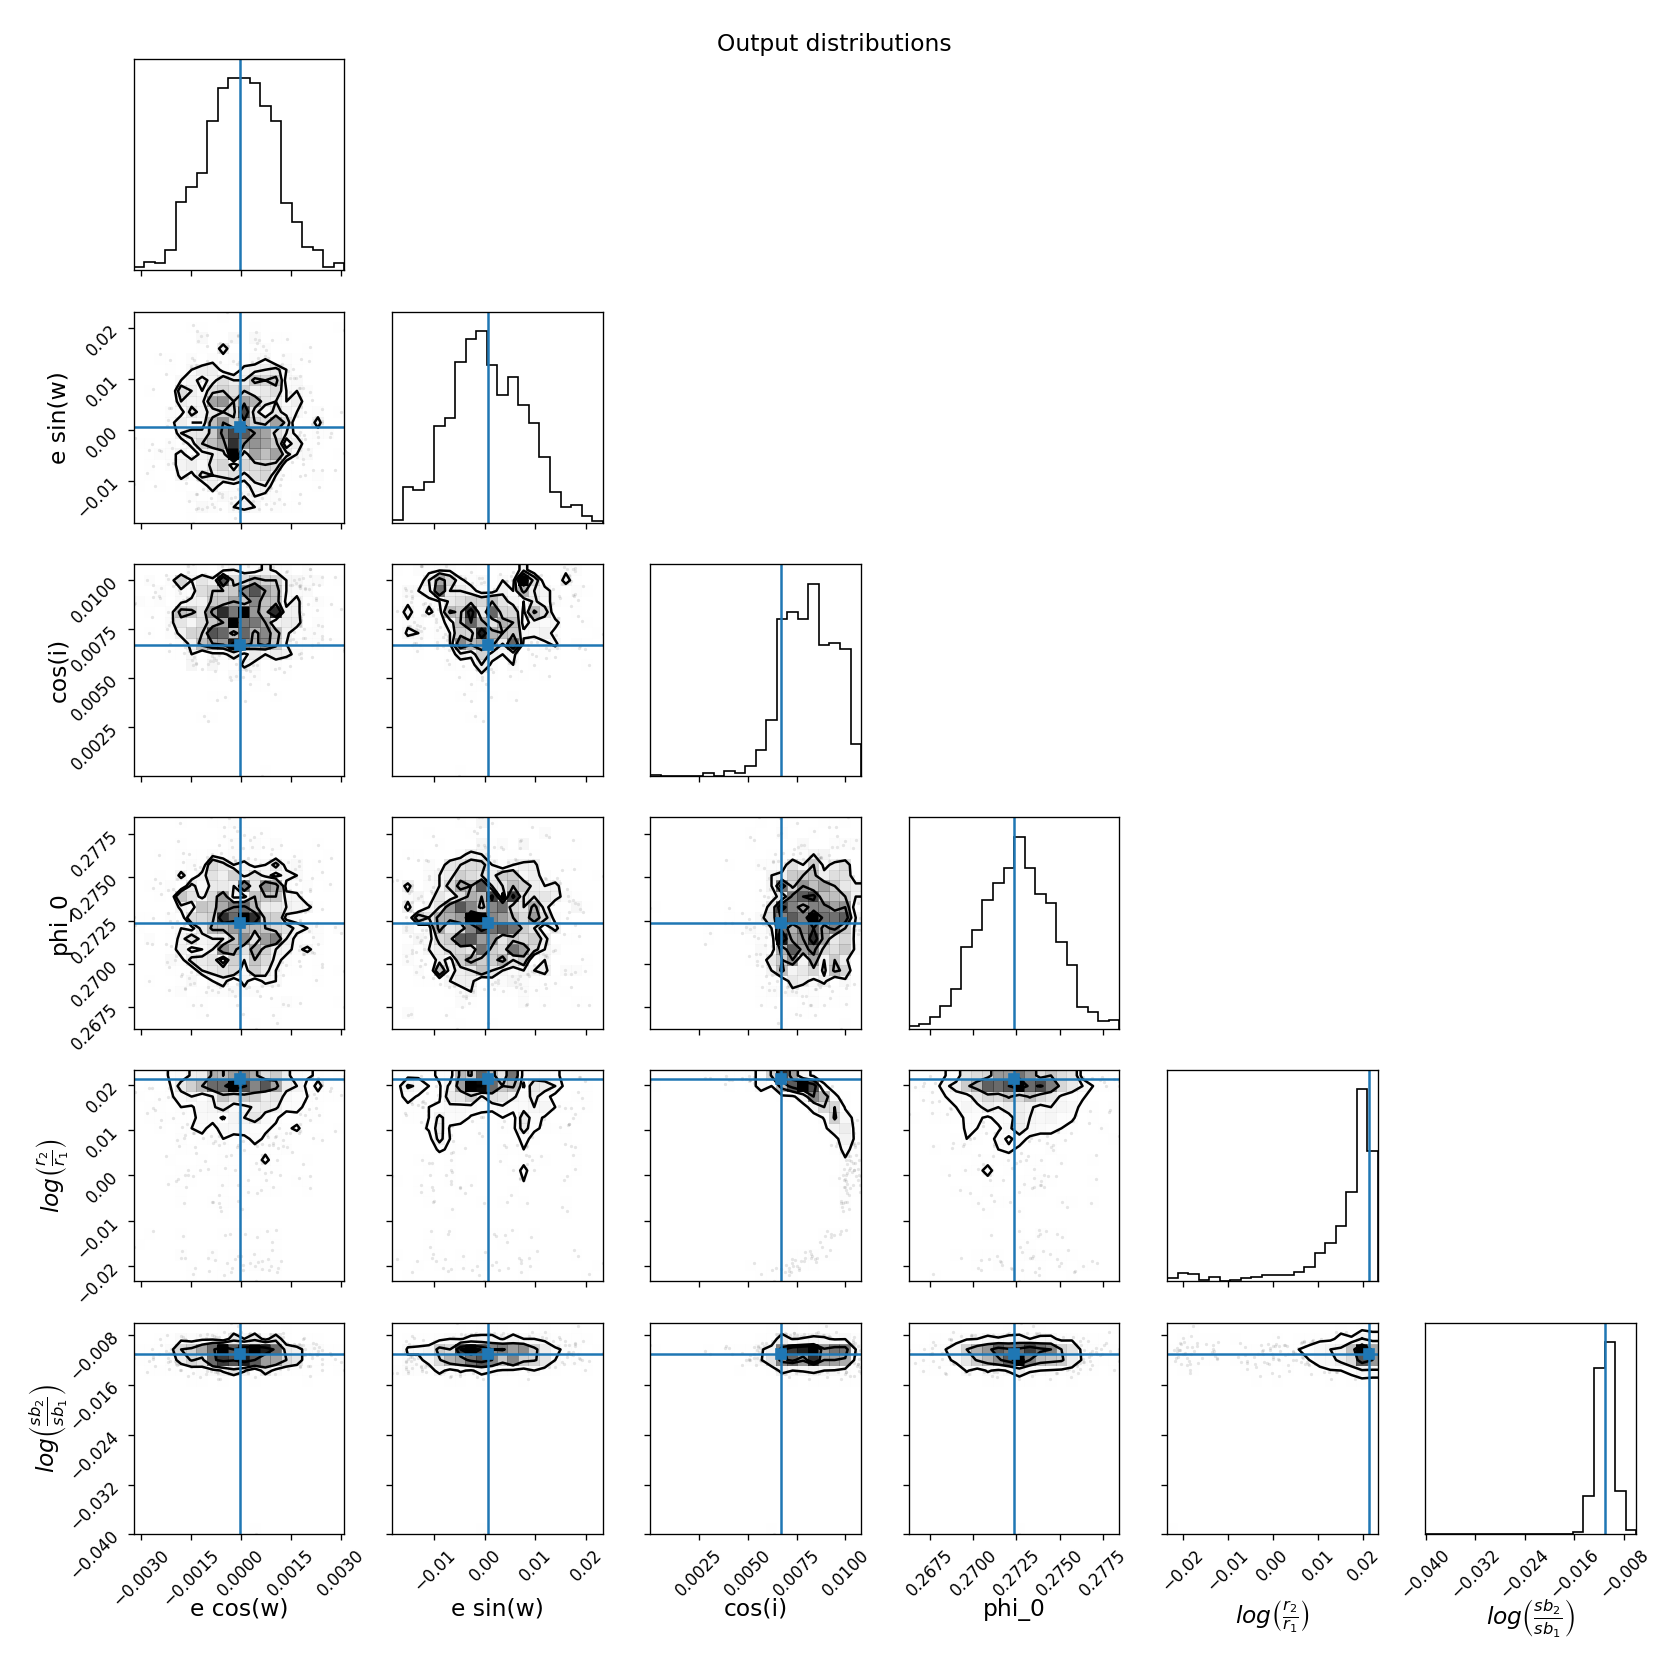 Output distributions
e sin(w)
0.02
0.01
0.00
−0.01
cos(i)
0.0100
0.0075
0.0050
0.0025
phi_0
0.2775
0.2750
0.2725
0.2700
0.2675
log(r₂/r₁)
0.02
0.01
0.00
−0.01
−0.02
log(sb₂/sb₁)
−0.008
−0.016
−0.024
−0.032
−0.040
−0.0030 −0.0015 0.0000 0.0015 0.0030
−0.01 0.00 0.01 0.02
0.0025 0.0050 0.0075 0.0100
0.2675 0.2700 0.2725 0.2750 0.2775
−0.02 −0.01 0.00 0.01 0.02
−0.040 −0.032 −0.024 −0.016 −0.008
e cos(w) e sin(w) cos(i) phi_0 log(r₂/r₁) log(sb₂/sb₁)